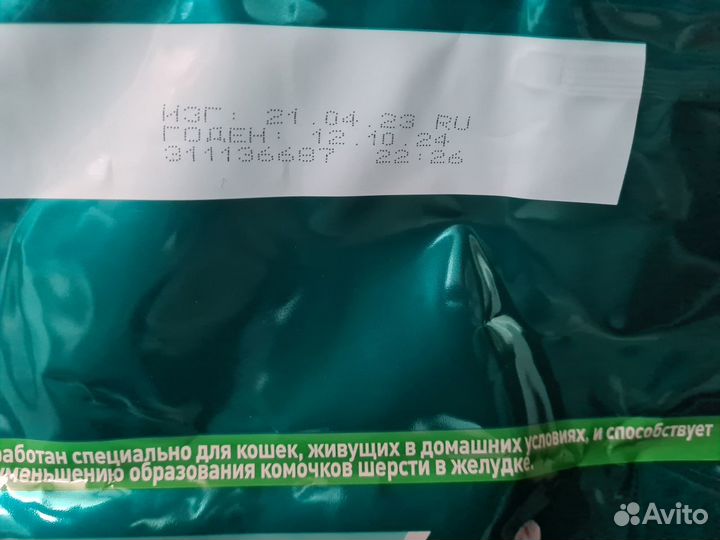 ИЗГ: 21.04.23 RU
ГОДЕН: 12.10.24
311136687 22:26
работан специально для кошек, живущих в домашних условиях, и способствует
уменьшению образования комочков шерсти в желудке.
Avito